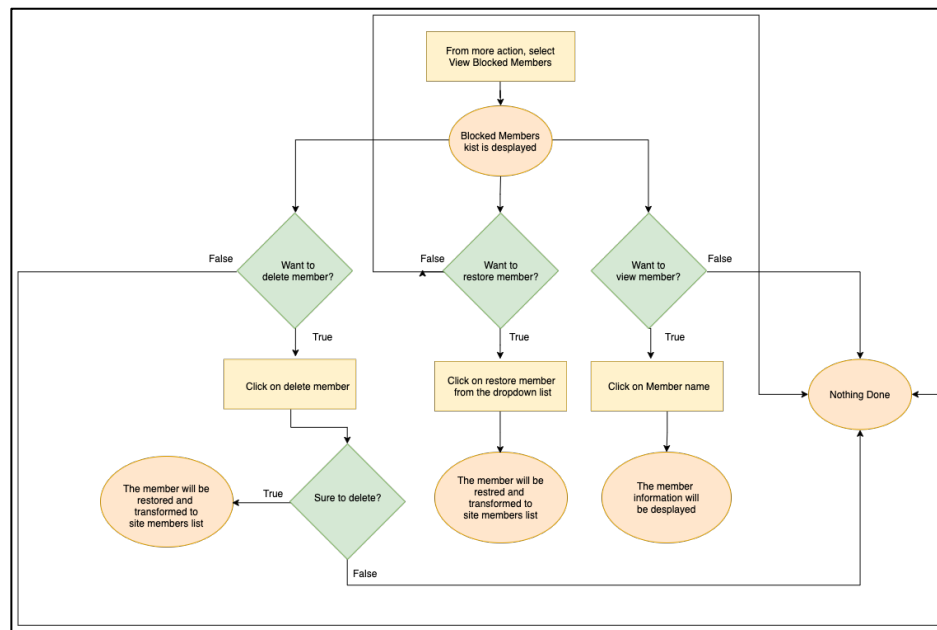 From more action, select
View Blocked Members
Blocked Members
kist is desplayed
False
Want to
delete member?
False
Want to
restore member?
Want to
view member?
False
True
True
True
Click on delete member
Click on restore member
from the dropdown list
Click on Member name
Nothing Done
The member will be
restored and
transformed to
site members list
True
Sure to delete?
The member will be
restred and
transformed to
site members list
The member
information will
be desplayed
False